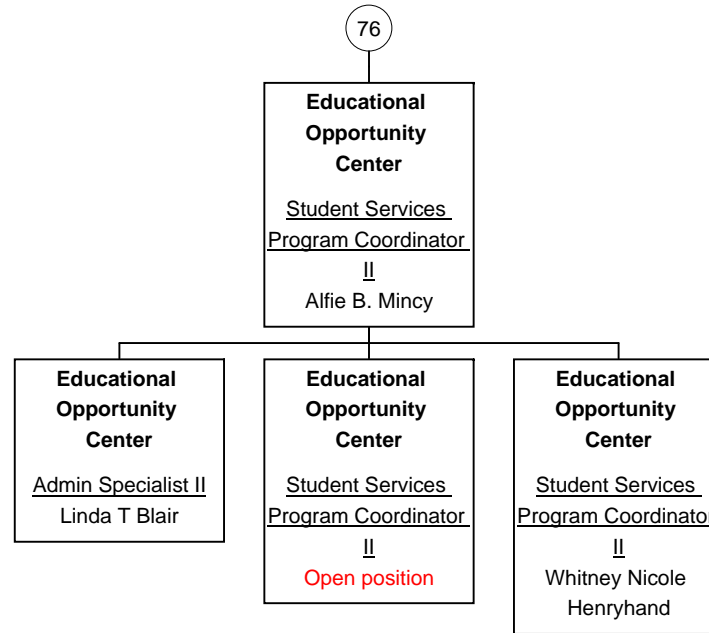 76
Educational
Opportunity
Center
Student Services
Program Coordinator
II
Alfie B. Mincy
Educational
Opportunity
Center
Admin Specialist II
Linda T Blair
Educational
Opportunity
Center
Student Services
Program Coordinator
II
Open position
Educational
Opportunity
Center
Student Services
Program Coordinator
II
Whitney Nicole
Henryhand